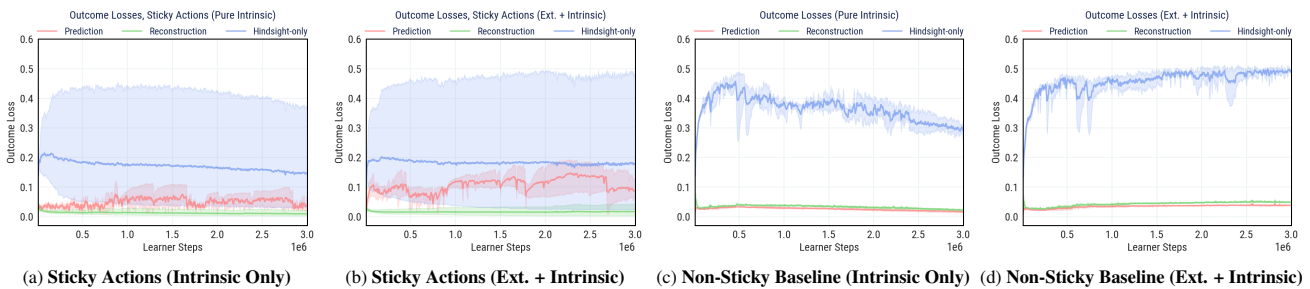 Outcome Losses, Sticky Actions (Pure Intrinsic)
Prediction Reconstruction Hindsight-only
0.6
0.5
0.4
0.3
0.2
0.1
0.0
Outcome Loss
0.5 1.0 1.5 2.0 2.5 3.0
Learner Steps
1e6
(a) Sticky Actions (Intrinsic Only)
Outcome Losses, Sticky Actions (Ext. + Intrinsic)
Prediction Reconstruction Hindsight-only
0.6
0.5
0.4
0.3
0.2
0.1
0.0
Outcome Loss
0.5 1.0 1.5 2.0 2.5 3.0
Learner Steps
1e6
(b) Sticky Actions (Ext. + Intrinsic)
Outcome Losses (Pure Intrinsic)
Prediction Reconstruction Hindsight-only
0.6
0.5
0.4
0.3
0.2
0.1
0.0
Outcome Loss
0.5 1.0 1.5 2.0 2.5 3.0
Learner Steps
1e6
(c) Non-Sticky Baseline (Intrinsic Only)
Outcome Losses (Ext. + Intrinsic)
Prediction Reconstruction Hindsight-only
0.6
0.5
0.4
0.3
0.2
0.1
0.0
Outcome Loss
0.5 1.0 1.5 2.0 2.5 3.0
Learner Steps
1e6
(d) Non-Sticky Baseline (Ext. + Intrinsic)